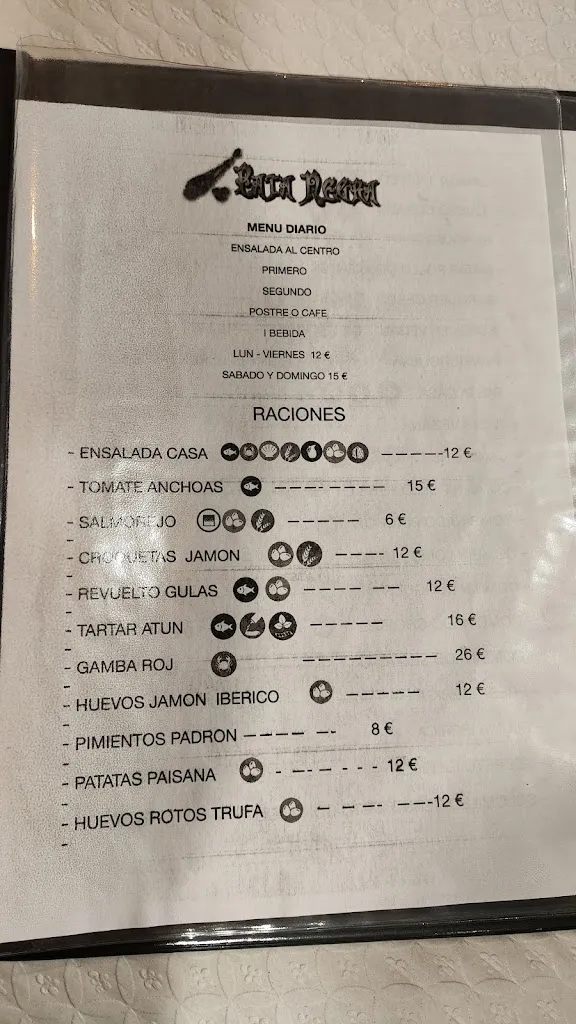 PATA NEGRA
MENU DIARIO
ENSALADA AL CENTRO
PRIMERO
SEGUNDO
POSTRE O CAFE
I BEBIDA
LUN - VIERNES 12 €
SABADO Y DOMINGO 15 €
RACIONES
- ENSALADA CASA -----12 €
- TOMATE ANCHOAS ------- 15 €
- SALMOREJO ----- 6 €
- CROQUETAS JAMON ---- 12 €
- REVUELTO GULAS ---- -- 12 €
- TARTAR ATUN ----- 16 €
- GAMBA ROJ --------- 26 €
- HUEVOS JAMON IBERICO ----- 12 €
- PIMIENTOS PADRON ---- -- 8 €
- PATATAS PAISANA - --- - - - 12 €
- HUEVOS ROTOS TRUFA - - --- ---12 €